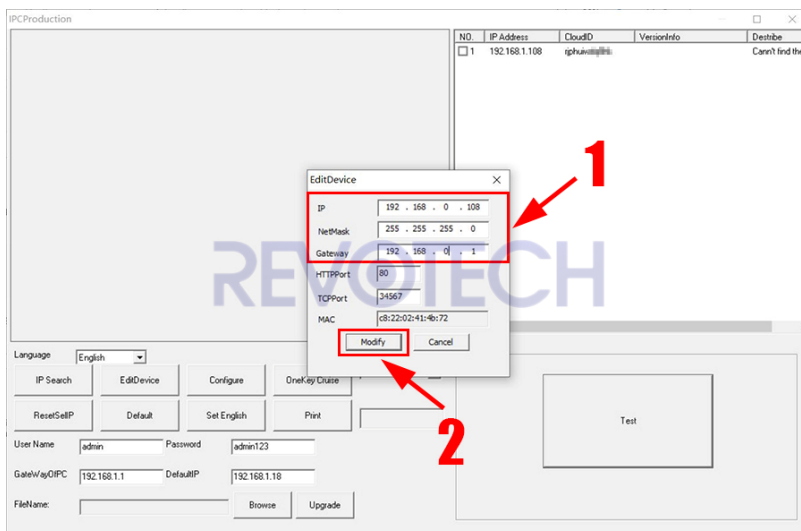 IPCProduction
NO. IP Address CloudID VersionInfo Destribe
1 192.168.1.108 Cann't find the
1
EditDevice
IP 192 . 168 . 0 . 108
NetMask 255 . 255 . 255 . 0
Gateway 192 . 168 . 0 . 1
REVOTECH
HTTPPort 80
TCPPort 34567
MAC c8:22:02:41:4b:72
Modify Cancel
2
Language English
IP Search EditDevice Configure OneKey Cruise
ResetSelIP Default Set English Print
Test
User Name admin Password admin123
GateWayOfPC 192.168.1.1 DefaultIP 192.168.1.18
FileName: Browse Upgrade